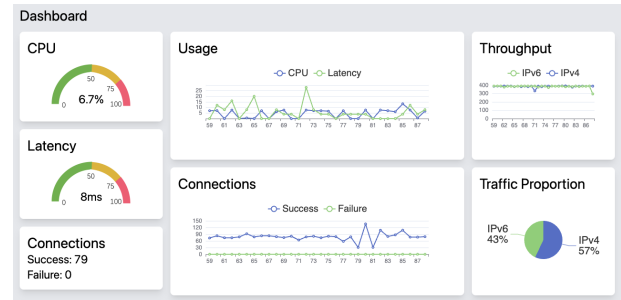 Dashboard
CPU
50
75
0
100
6.7%
Latency
50
75
0
100
8ms
Connections
Success: 79
Failure: 0
Usage
CPU Latency
25
20
15
10
5
59 61 63 65 67 69 71 73 75 77 79 81 83 85 87
Connections
Success Failure
150
120
90
60
30
0
59 61 63 65 67 69 71 73 75 77 79 81 83 85 87
Throughput
IPv6 IPv4
400
300
200
100
0
59 62 65 68 71 74 77 80 83 86
Traffic Proportion
IPv6
43%
IPv4
57%